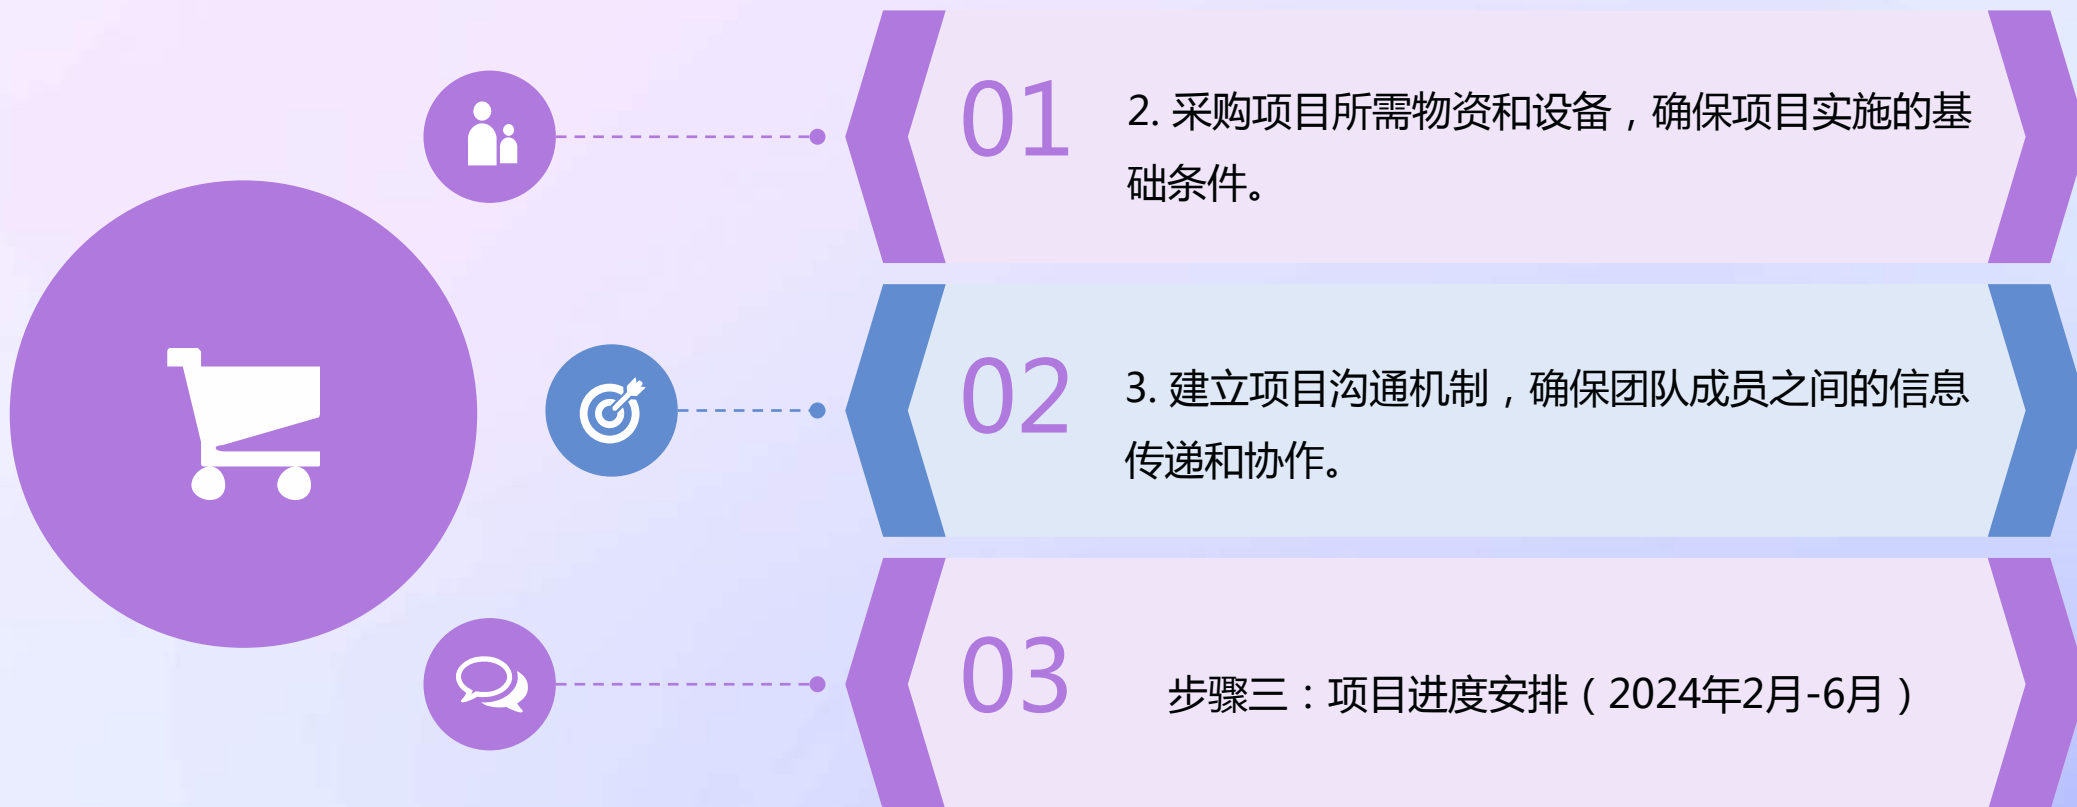 01
2. 采购项目所需物资和设备，确保项目实施的基
础条件。
02
3. 建立项目沟通机制，确保团队成员之间的信息
传递和协作。
03
步骤三：项目进度安排（2024年2月-6月）